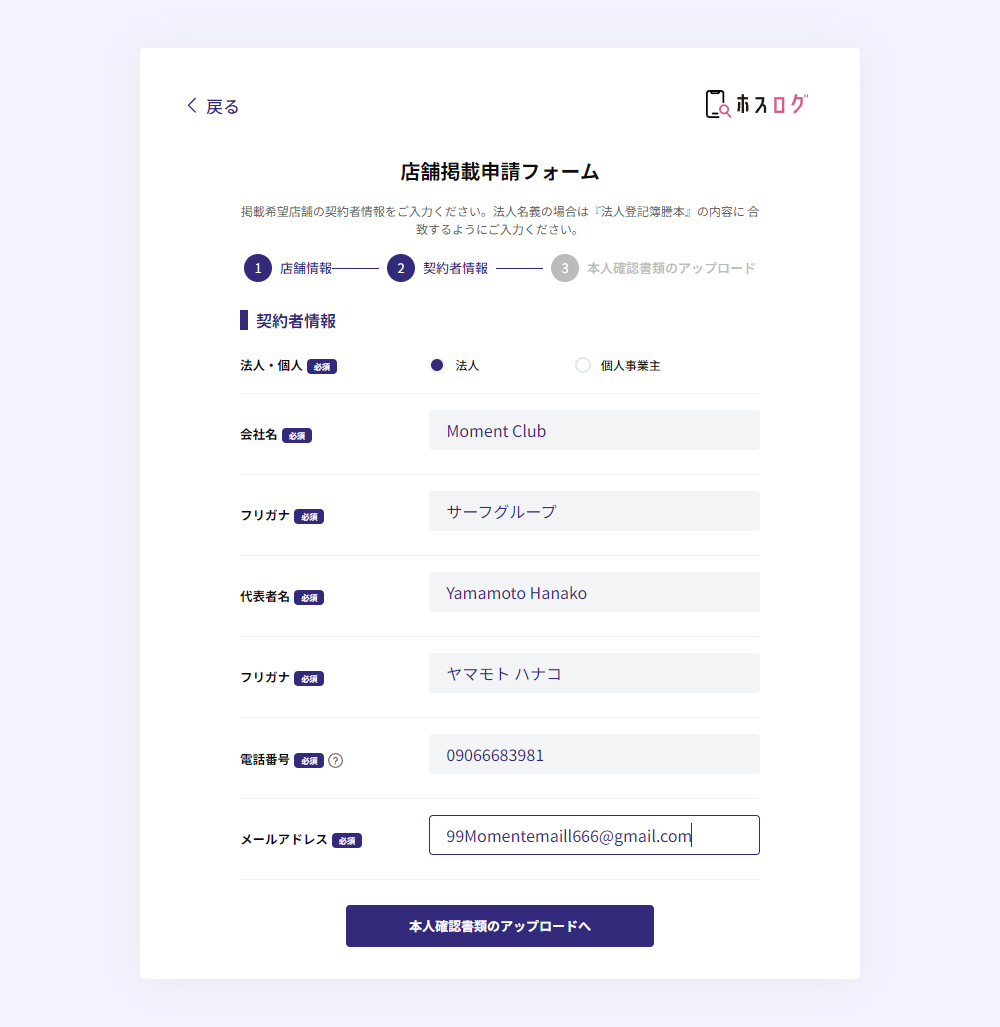 戻る
ホスログ
店舗掲載申請フォーム
掲載希望店舗の契約者情報をご入力ください。法人名義の場合は『法人登記簿謄本』の内容に 合
致するようにご入力ください。
1 店舗情報 2 契約者情報 3 本人確認書類のアップロード
契約者情報
法人・個人 必須 法人 個人事業主
会社名 必須 Moment Club
フリガナ 必須 サーフグループ
代表者名 必須 Yamamoto Hanako
フリガナ 必須 ヤマモト ハナコ
電話番号 必須 ? 09066683981
メールアドレス 必須 99Momentemaill666@gmail.com
本人確認書類のアップロードへ